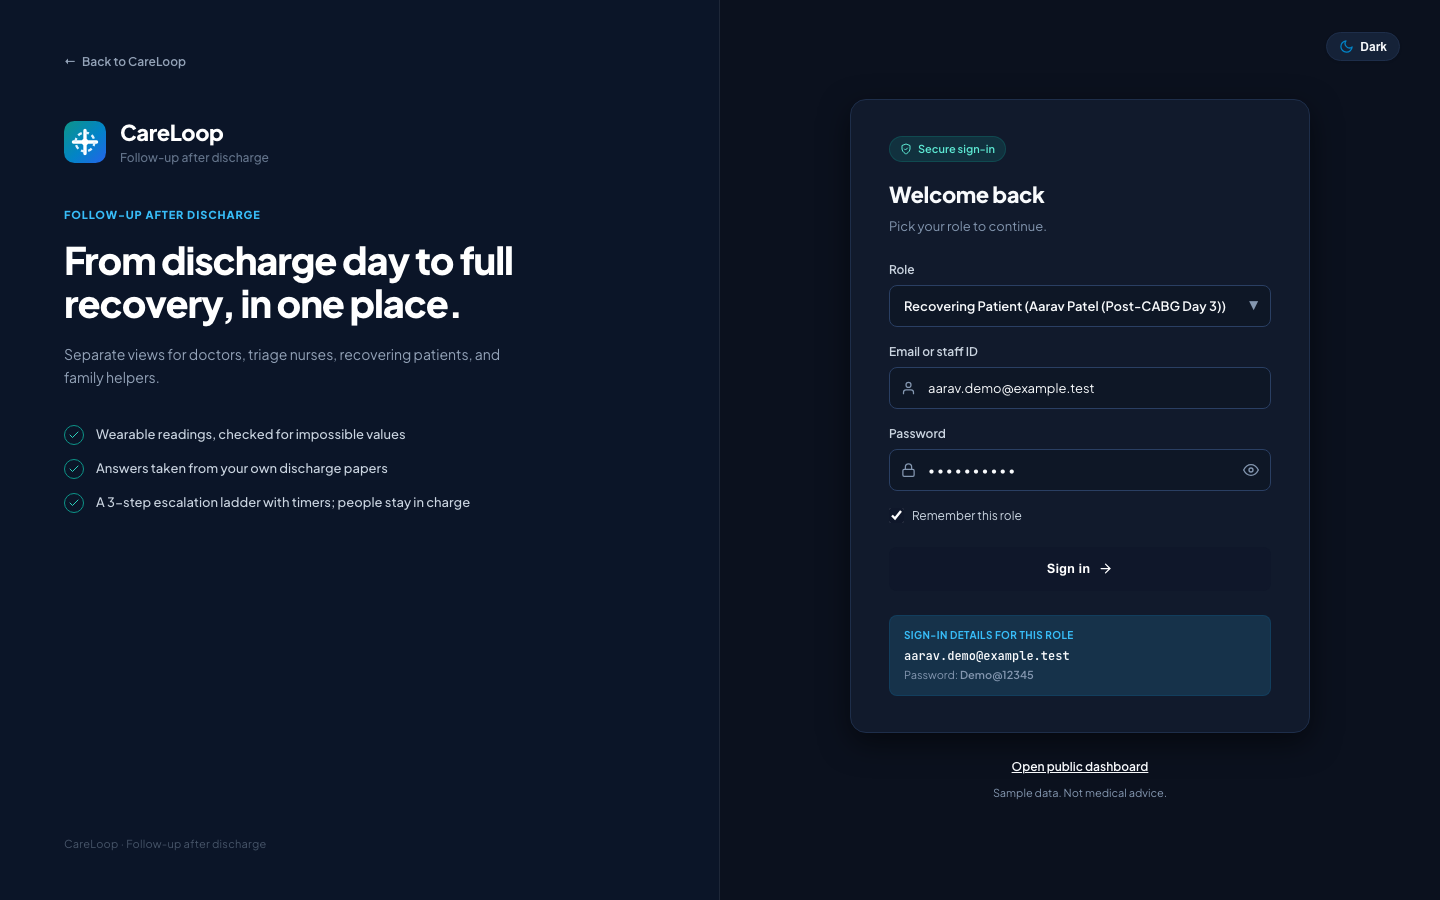 ← Back to CareLoop
CareLoop
Follow-up after discharge
FOLLOW-UP AFTER DISCHARGE
From discharge day to full
recovery, in one place.
Separate views for doctors, triage nurses, recovering patients, and
family helpers.
Wearable readings, checked for impossible values
Answers taken from your own discharge papers
A 3-step escalation ladder with timers; people stay in charge
CareLoop · Follow-up after discharge
Dark
Secure sign-in
Welcome back
Pick your role to continue.
Role
Recovering Patient (Aarav Patel (Post-CABG Day 3))
Email or staff ID
aarav.demo@example.test
Password
••••••••••
Remember this role
Sign in →
SIGN-IN DETAILS FOR THIS ROLE
aarav.demo@example.test
Password: Demo@12345
Open public dashboard
Sample data. Not medical advice.